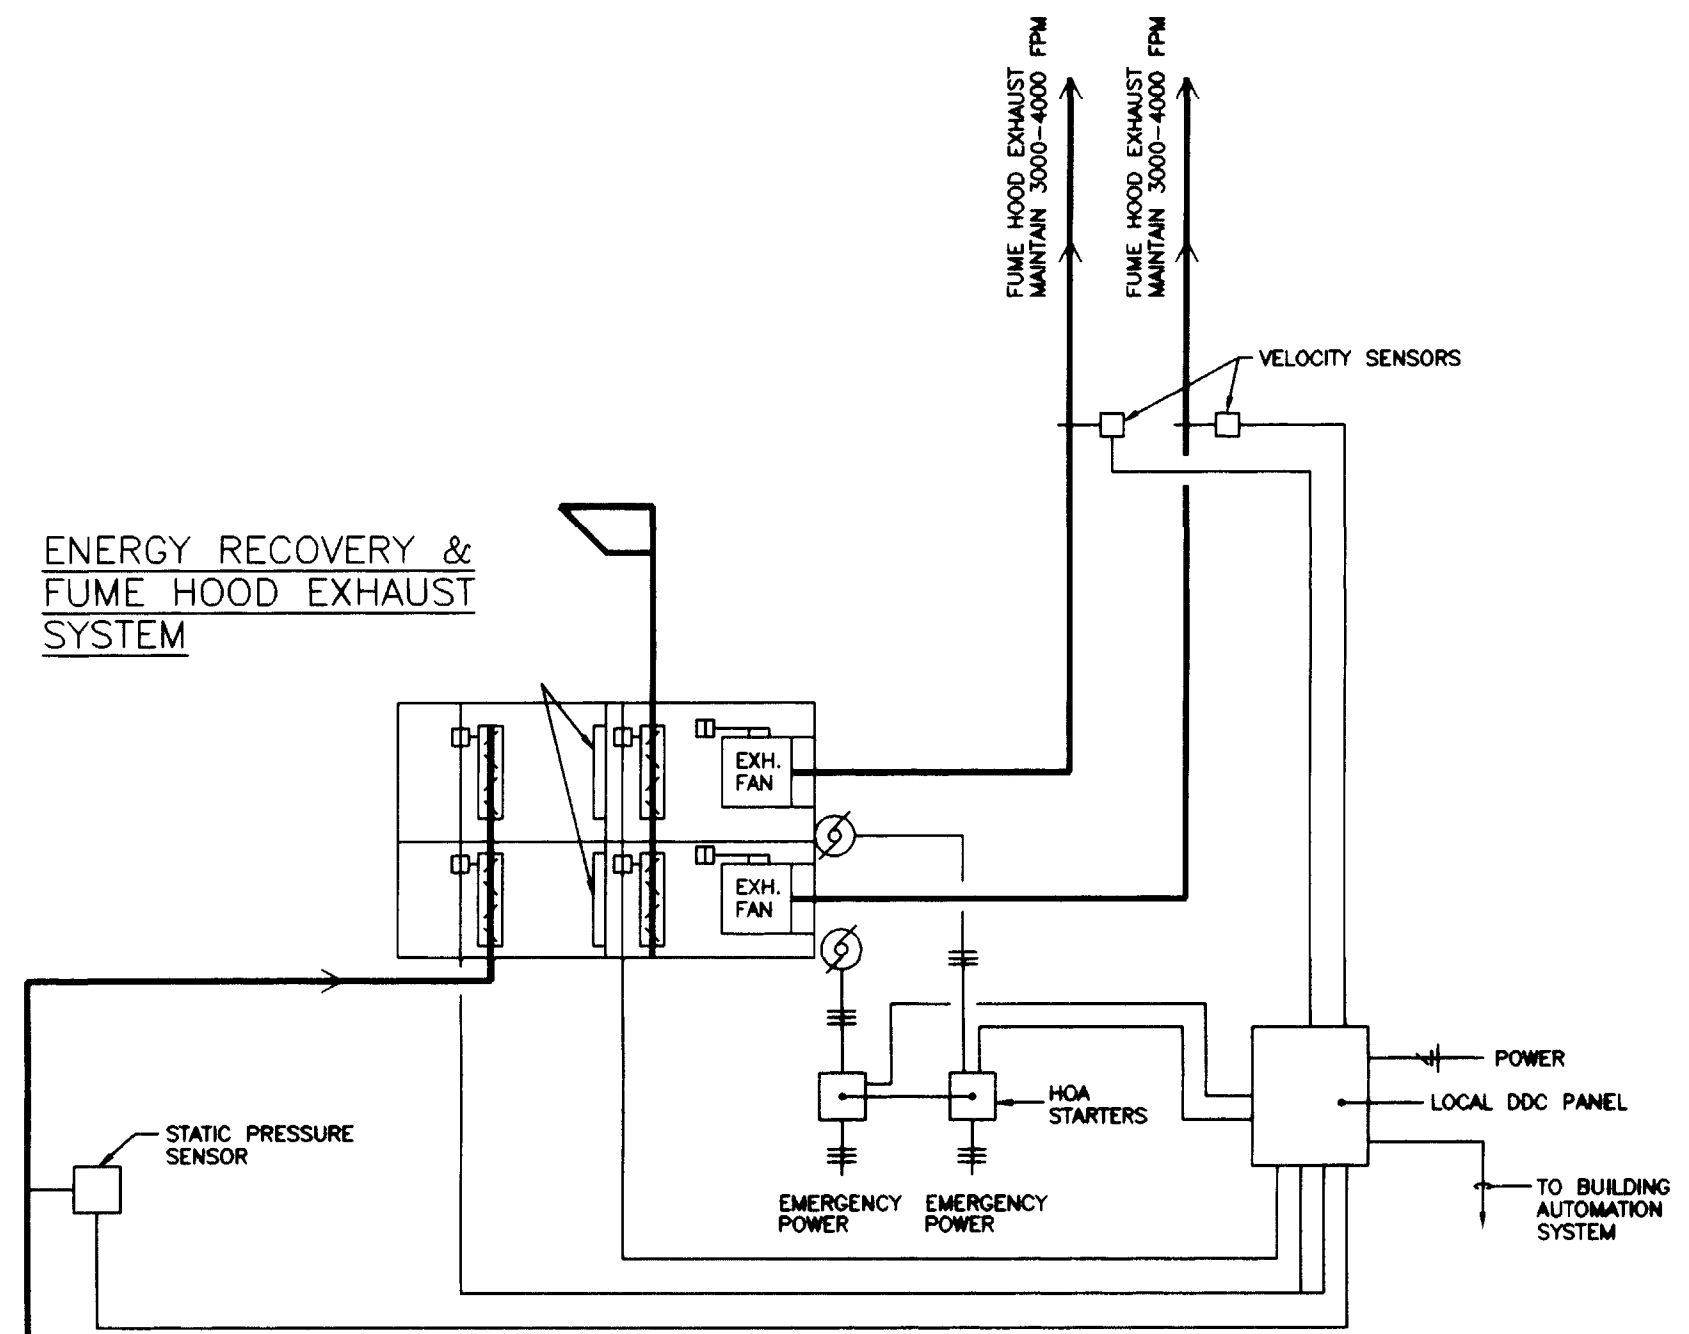 FUME HOOD EXHAUST
MAINTAIN 3000-4000 FPM
FUME HOOD EXHAUST
MAINTAIN 3000-4000 FPM
VELOCITY SENSORS
ENERGY RECOVERY &
FUME HOOD EXHAUST
SYSTEM
EXH.
FAN
EXH.
FAN
POWER
HOA
STARTERS
LOCAL DDC PANEL
STATIC PRESSURE
SENSOR
EMERGENCY
POWER
EMERGENCY
POWER
TO BUILDING
AUTOMATION
SYSTEM